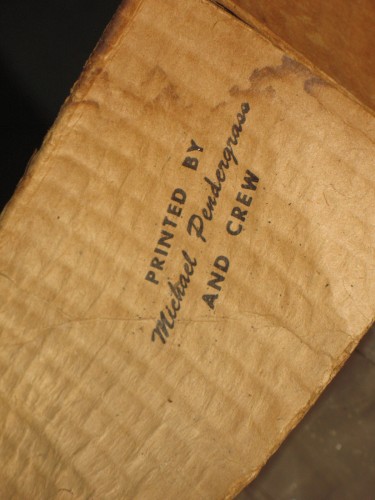 PRINTED BY
Michael Pendergrass
AND CREW